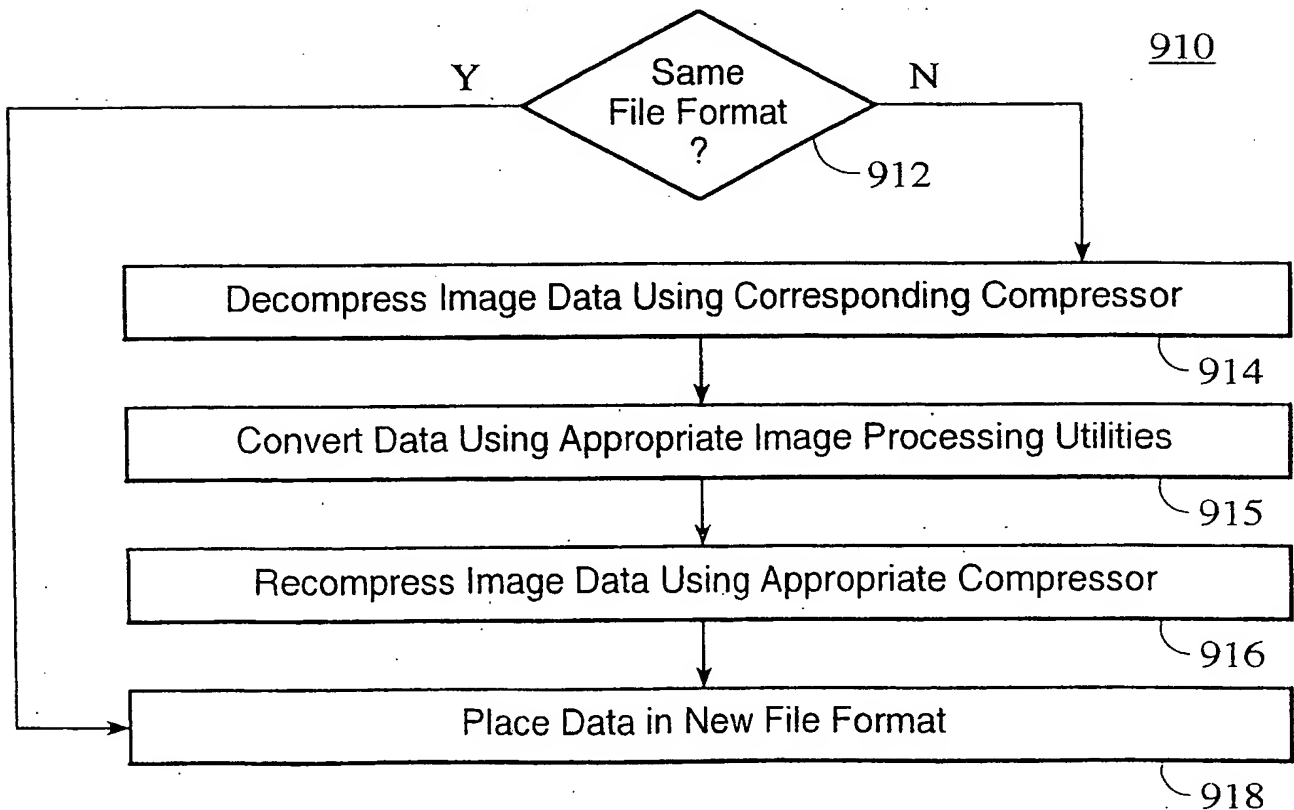 910
Y
Same
File Format
?
N
912
Decompress Image Data Using Corresponding Compressor
914
Convert Data Using Appropriate Image Processing Utilities
915
Recompress Image Data Using Appropriate Compressor
916
Place Data in New File Format
918